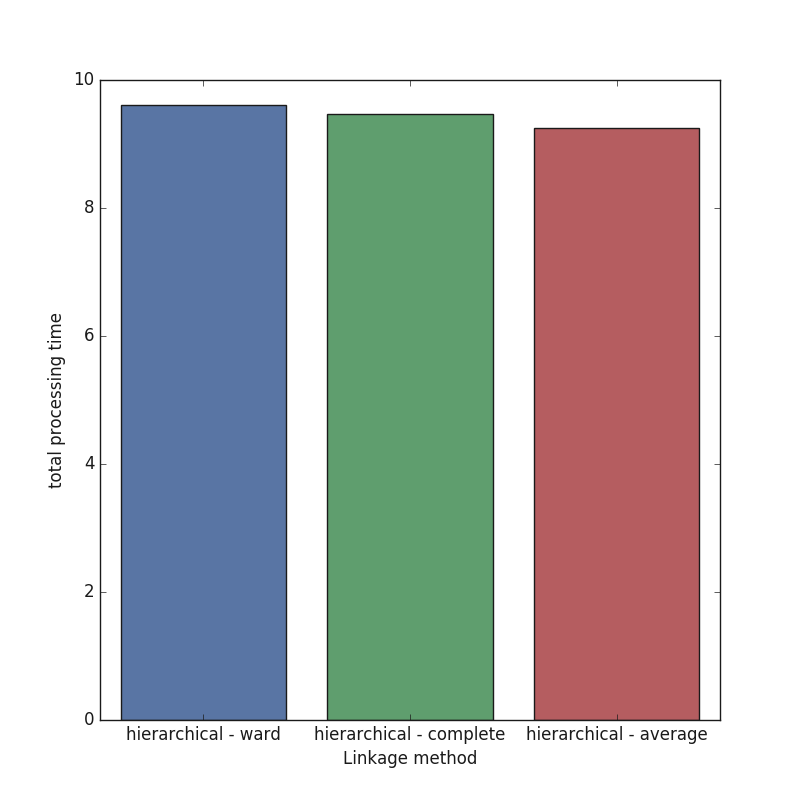 10
8
6
4
2
0
total processing time
hierarchical - ward
hierarchical - complete
hierarchical - average
Linkage method